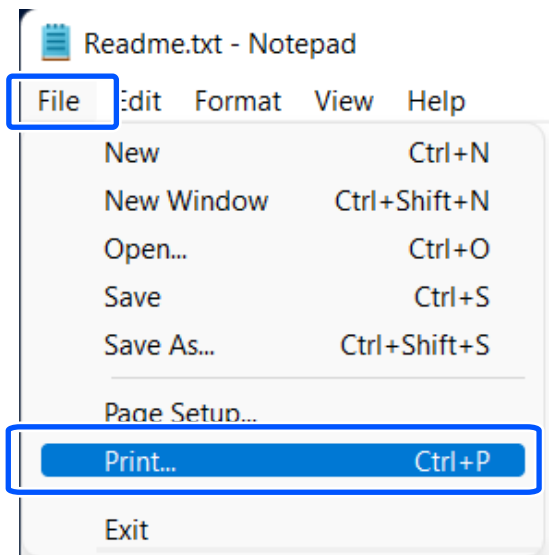 Readme.txt - Notepad
File Edit Format View Help
New Ctrl+N
New Window Ctrl+Shift+N
Open... Ctrl+O
Save Ctrl+S
Save As... Ctrl+Shift+S
Page Setup...
Print... Ctrl+P
Exit